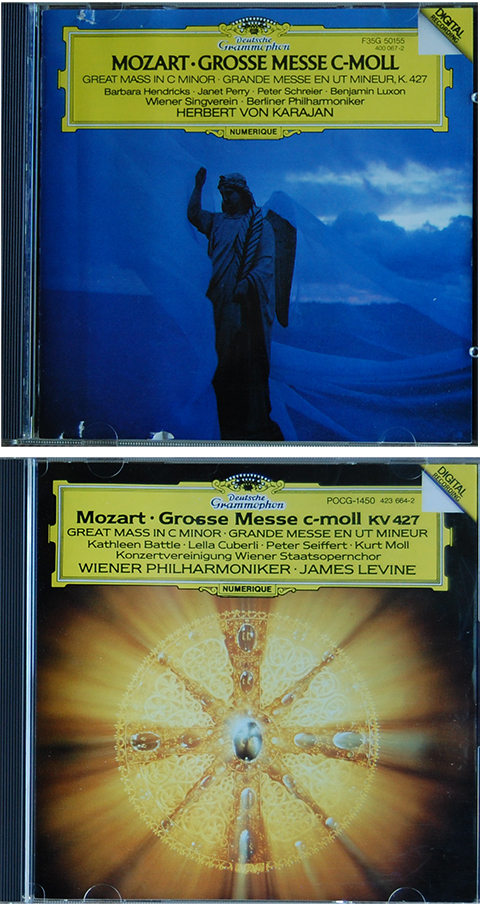 DIGITAL
RECORDING
Deutsche
Grammophon
F35G 50155
400 067-2
MOZART · GROSSE MESSE C-MOLL
GREAT MASS IN C MINOR · GRANDE MESSE EN UT MINEUR, K. 427
Barbara Hendricks · Janet Perry · Peter Schreier · Benjamin Luxon
Wiener Singverein · Berliner Philharmoniker
HERBERT VON KARAJAN
NUMERIQUE
DIGITAL
RECORDING
Deutsche
Grammophon
POCG-1450 423 664-2
Mozart · Grosse Messe c-moll KV 427
GREAT MASS IN C MINOR · GRANDE MESSE EN UT MINEUR
Kathleen Battle · Lella Cuberli · Peter Seiffert · Kurt Moll
Konzertvereinigung Wiener Staatsopernchor
WIENER PHILHARMONIKER · JAMES LEVINE
NUMERIQUE